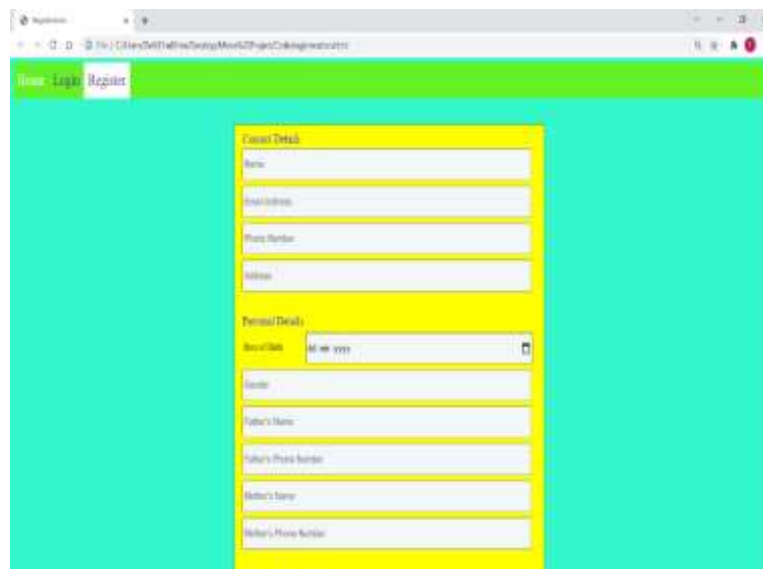 Registration
Home Login Register
Contact Details
Name
Email Address
Phone Number
Address
Personal Details
Date of Birth dd-mm-yyyy
Gender
Father's Name
Father's Phone Number
Mother's Name
Mother's Phone Number